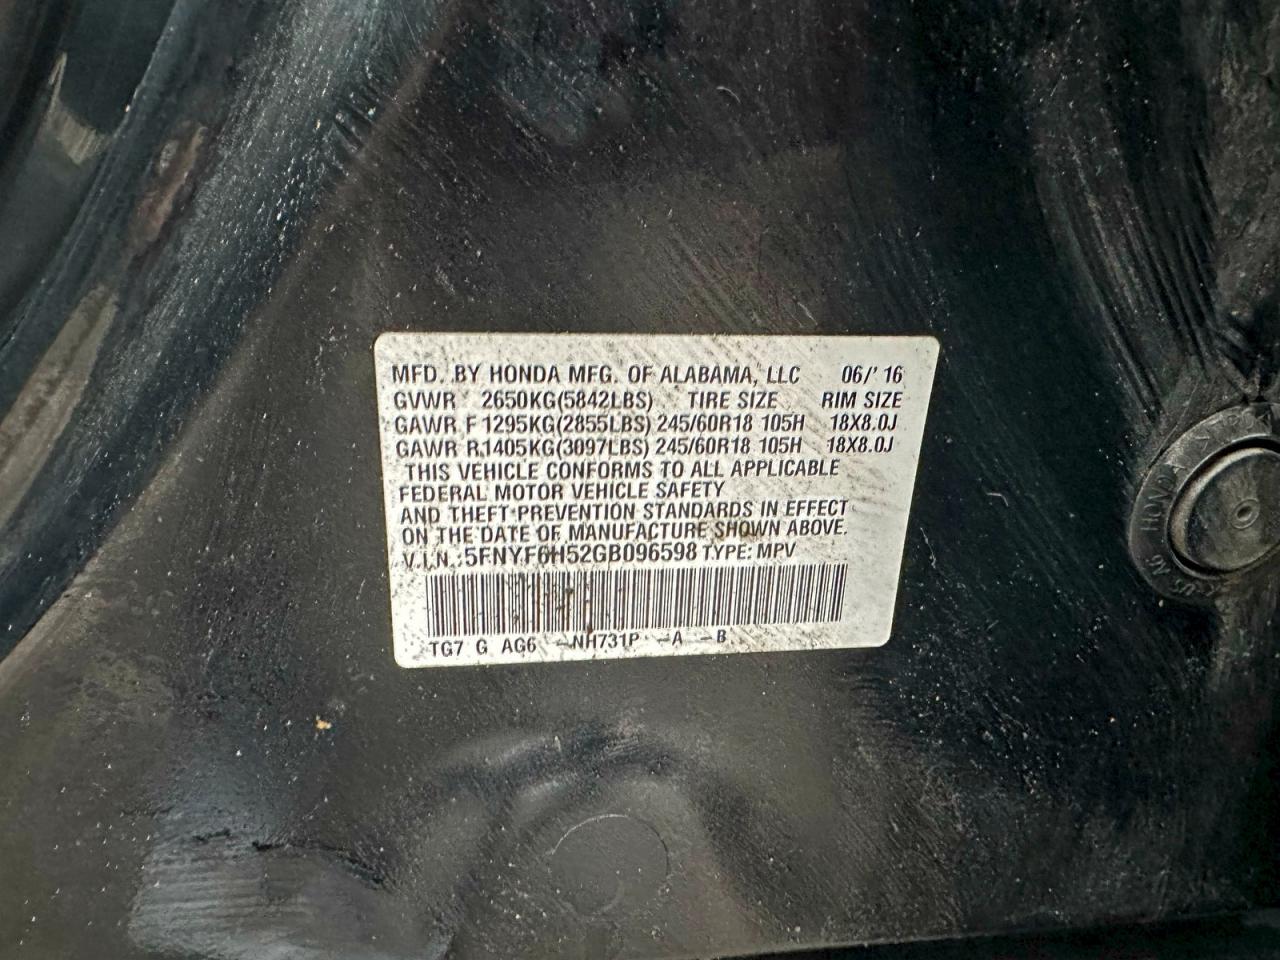 MFD. BY HONDA MFG. OF ALABAMA, LLC 06/'16
GVWR 2650KG(5842LBS) TIRE SIZE RIM SIZE
GAWR F 1295KG(2855LBS) 245/60R18 105H 18X8.0J
GAWR R 1405KG(3097LBS) 245/60R18 105H 18X8.0J
THIS VEHICLE CONFORMS TO ALL APPLICABLE
FEDERAL MOTOR VEHICLE SAFETY
AND THEFT PREVENTION STANDARDS IN EFFECT
ON THE DATE OF MANUFACTURE SHOWN ABOVE.
V.I.N.:5FNYF6H52GB096598 TYPE: MPV
TG7 G AG6 -NH731P -A -B
HONDA